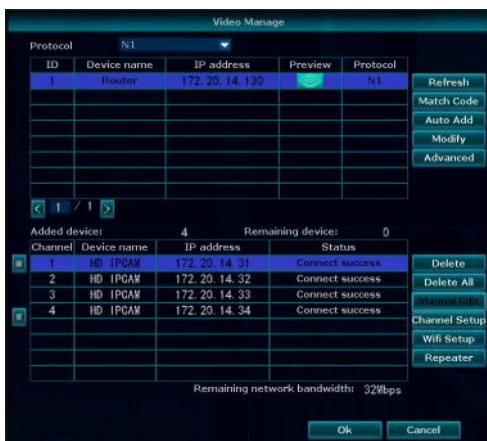 Video Manage
Protocol N1
ID Device name IP address Preview Protocol
1 Router 172. 20. 14. 130 N1
Refresh
Match Code
Auto Add
Modify
Advanced
< 1 / 1 >
Added device: 4 Remaining device: 0
Channel Device name IP address Status
1 HD IPCAM 172. 20. 14. 31 Connect success
2 HD IPCAM 172. 20. 14. 32 Connect success
3 HD IPCAM 172. 20. 14. 33 Connect success
4 HD IPCAM 172. 20. 14. 34 Connect success
Delete
Delete All
Manual Edit
Channel Setup
Wifi Setup
Repeater
Remaining network bandwidth: 32Mbps
Ok Cancel